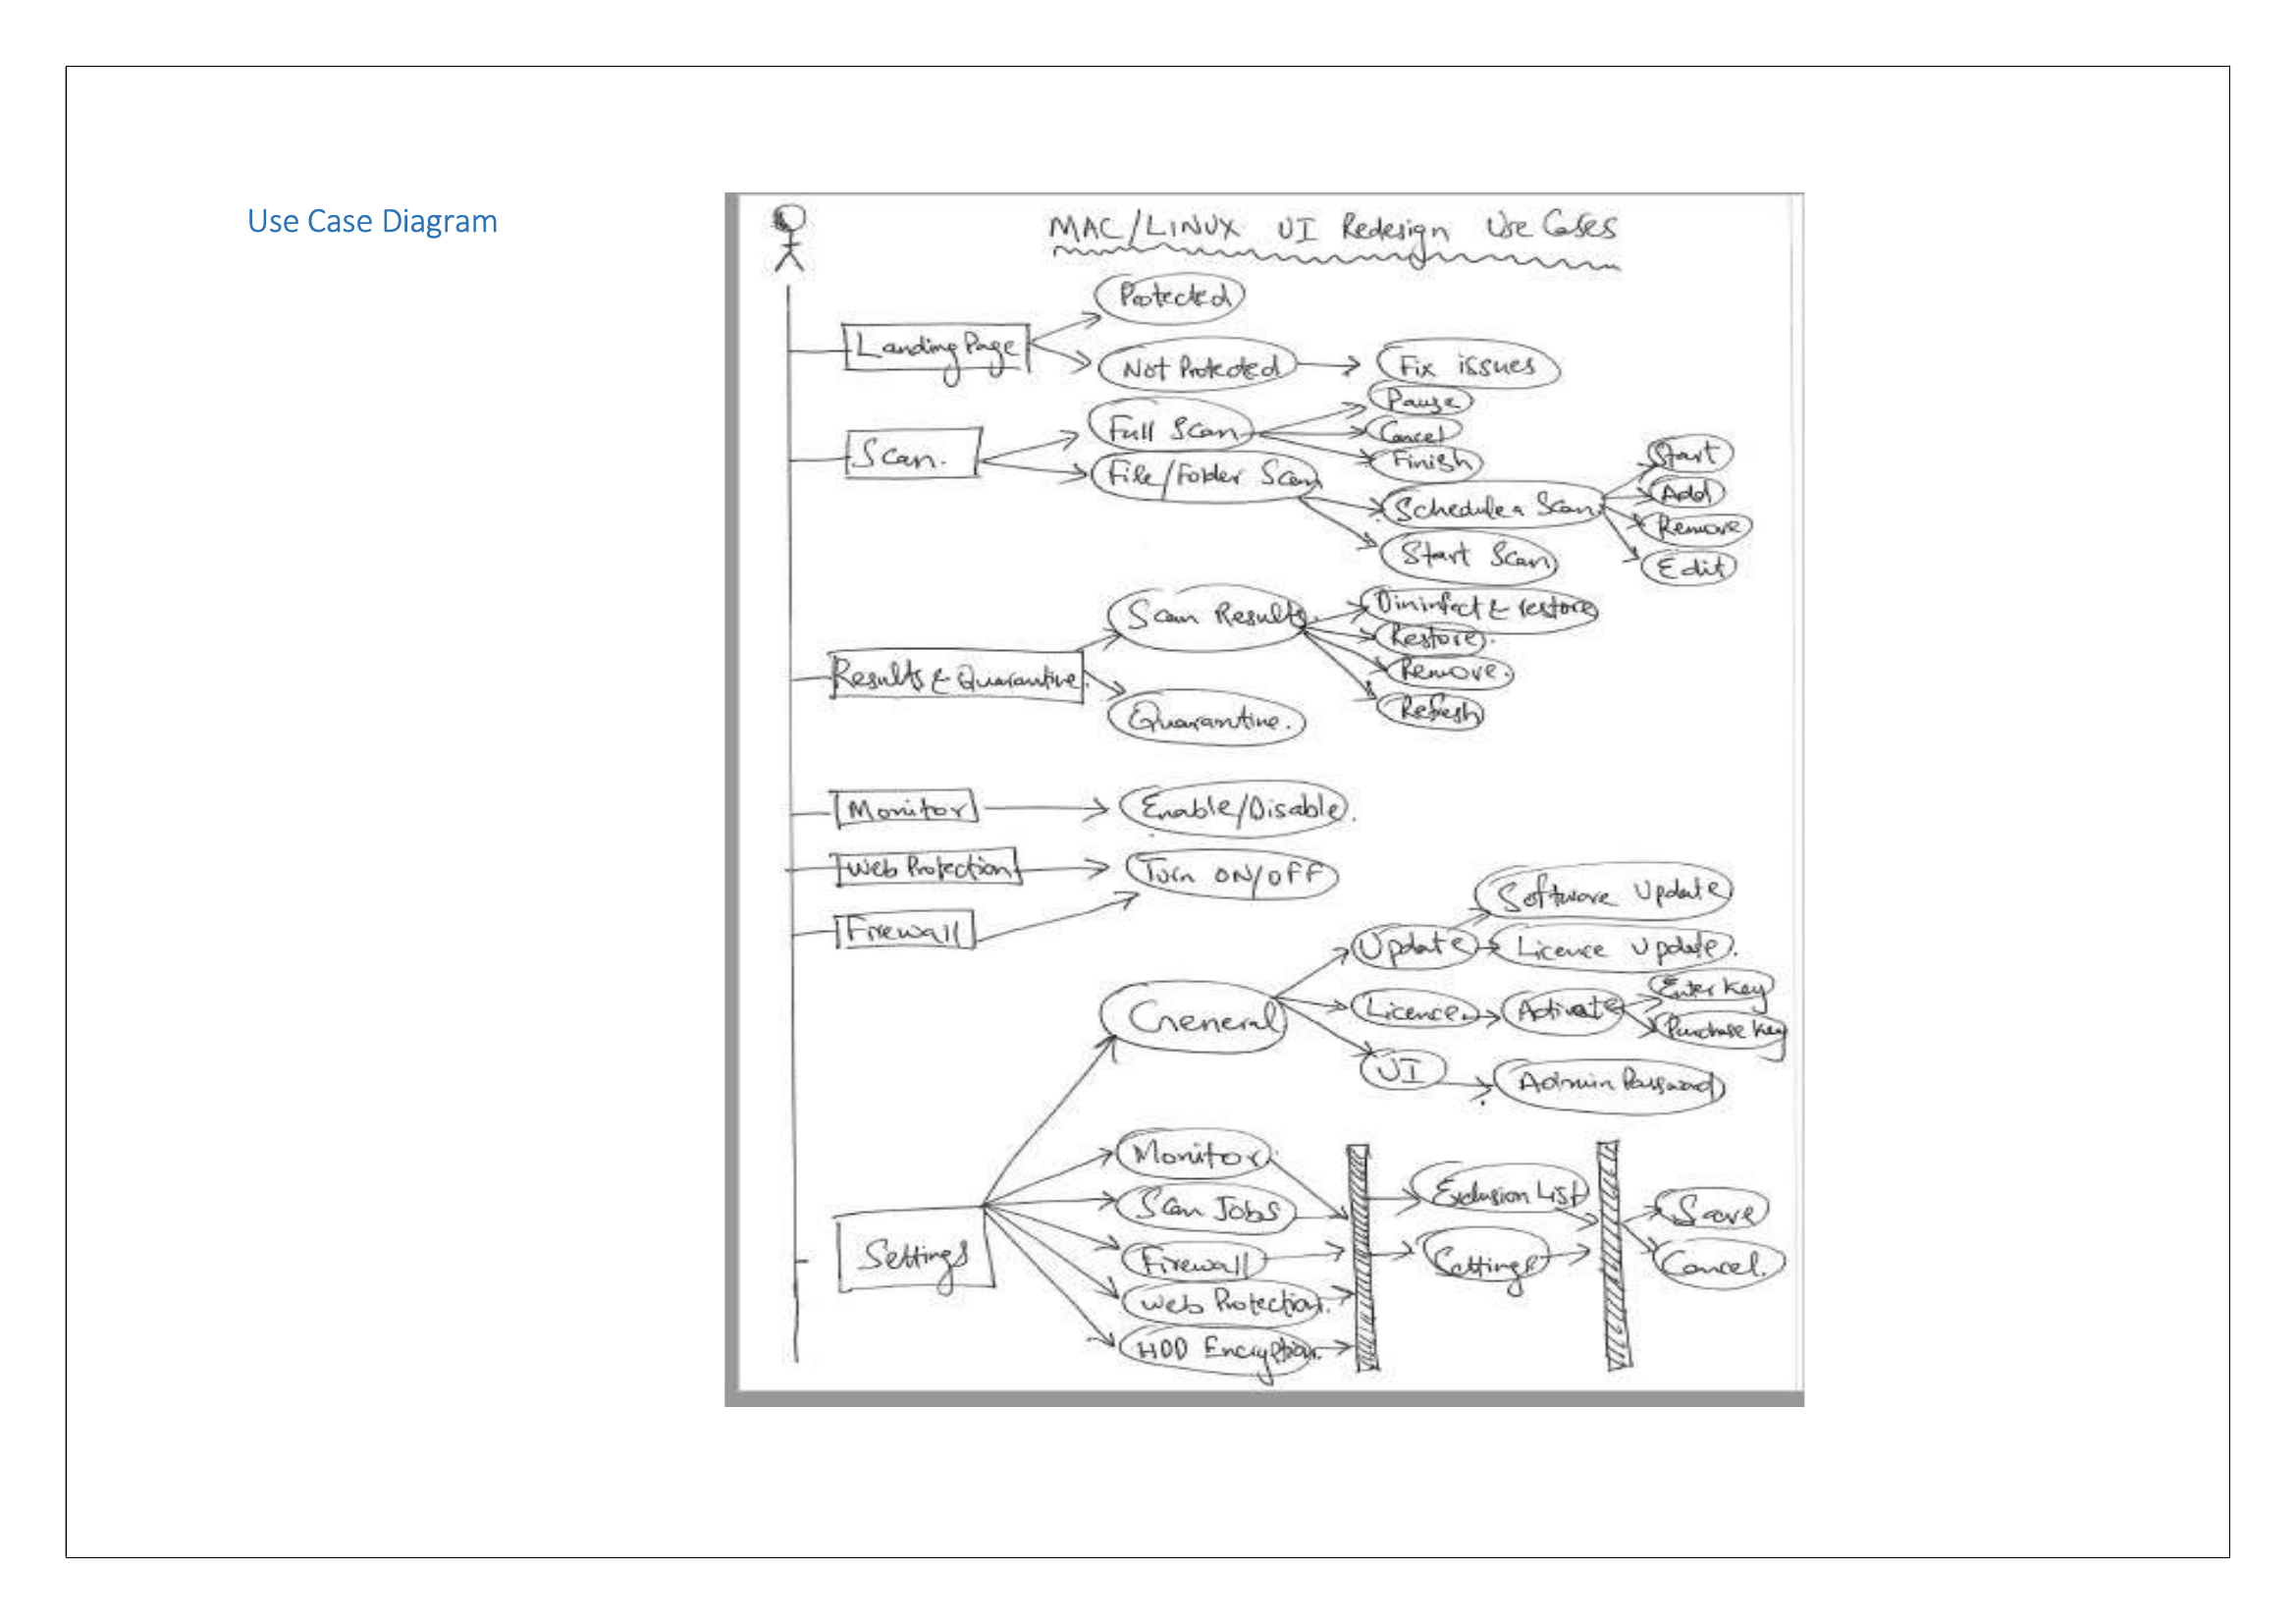 Use Case Diagram
MAC/LINUX UI Redesign Use Cases
Protected
Landing Page
Not Protected
Fix issues
Pause
Full Scan
Cancel
Scan.
Finish
Start
File/Folder Scan
Add
Schedule a Scan
Remove
Start Scan
Edit
Scan Results.
Dininfect & restore
Restore.
Remove.
Results & Quarantine.
Refresh
Quarantine.
Monitor
Enable/Disable.
Web Protection
Turn ON/OFF
Firewall
Software Update
Update
Licence Update.
Enter Key
General
Licence
Activate
Purchase key
UI
Admin Password
Monitor
Exclusion List
Scan Jobs
Save
Settings
Firewall
Settings
Cancel.
Web Protection.
HDD Encryption.